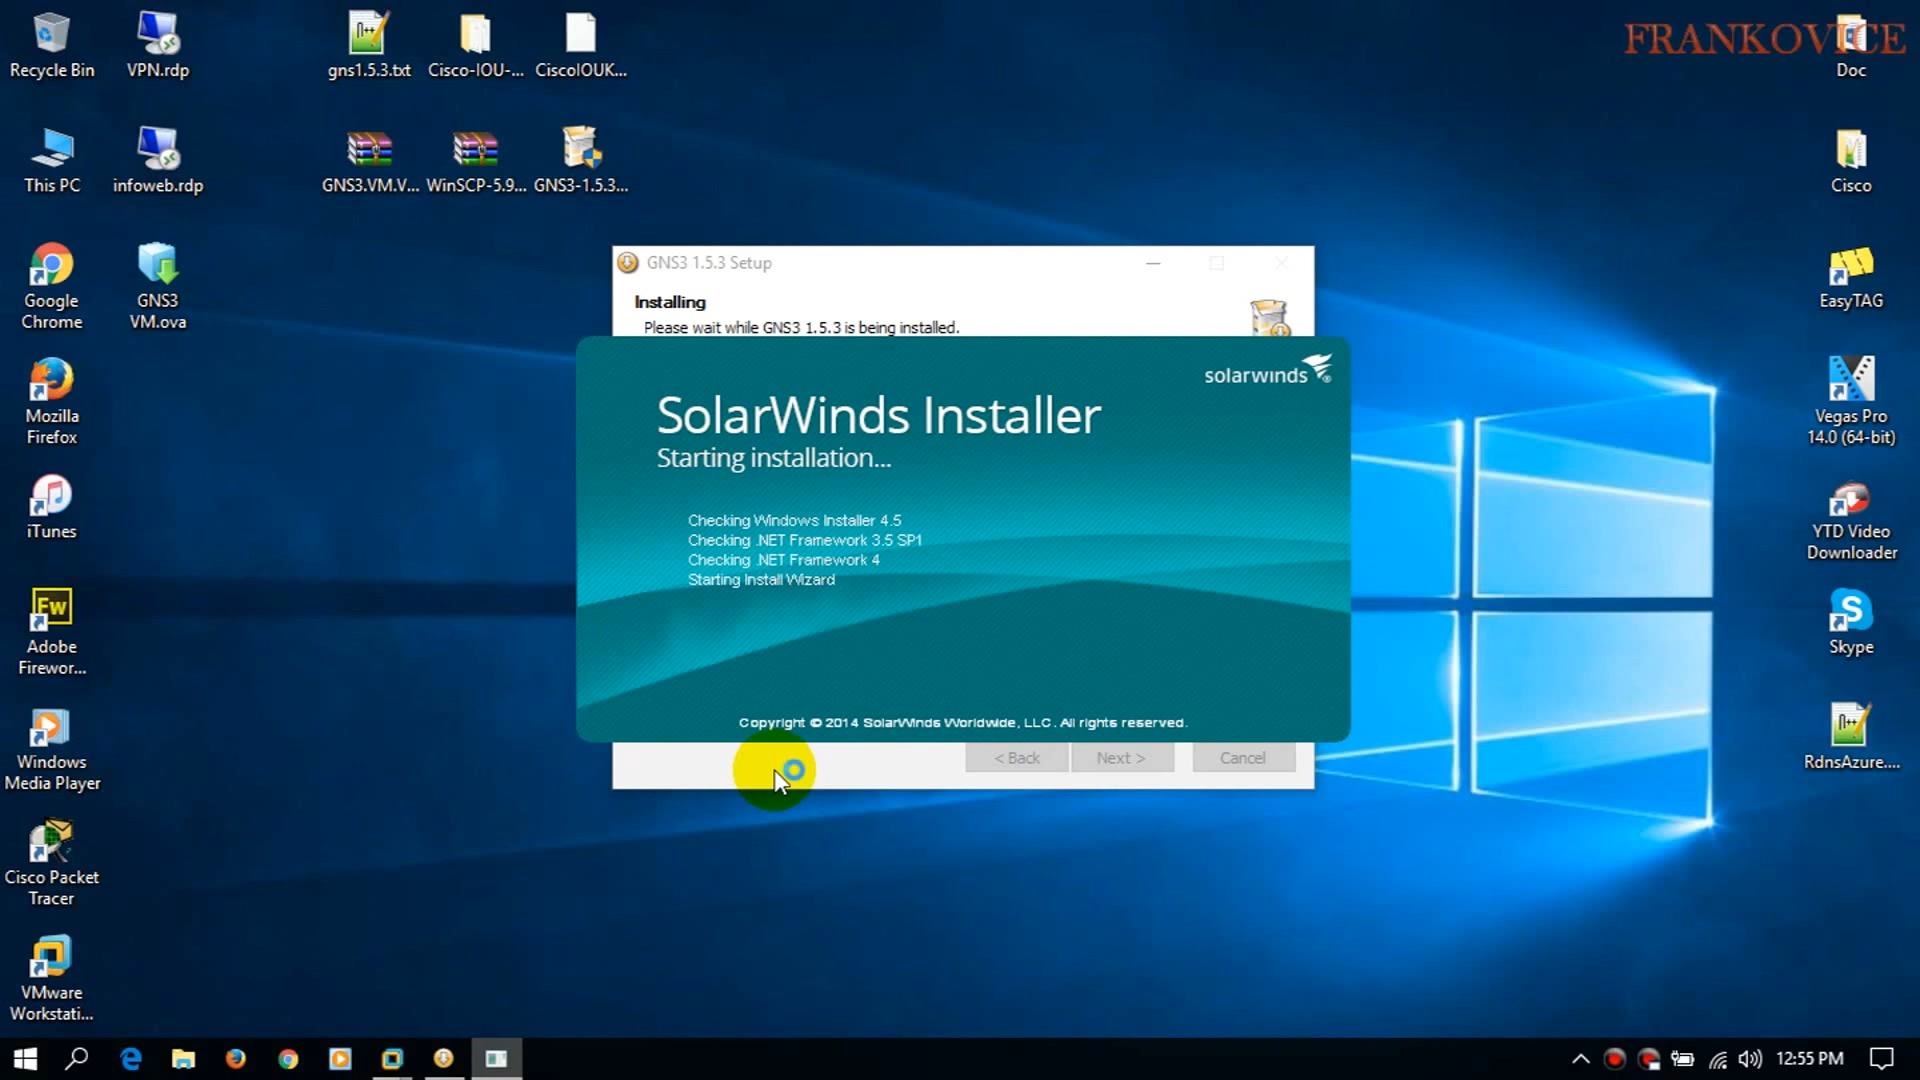 Recycle Bin
VPN.rdp
gns1.5.3.txt
Cisco-IOU-...
CiscoIOUK...
FRANKOVICE
Doc
This PC
infoweb.rdp
GNS3.VM.V...
WinSCP-5.9...
GNS3-1.5.3...
Cisco
Google
Chrome
GNS3
VM.ova
EasyTAG
Mozilla
Firefox
Vegas Pro
14.0 (64-bit)
iTunes
YTD Video
Downloader
Adobe
Firewor...
Skype
Windows
Media Player
RdnsAzure....
Cisco Packet
Tracer
VMware
Workstati...
GNS3 1.5.3 Setup
Installing
Please wait while GNS3 1.5.3 is being installed.
solarwinds
SolarWinds Installer
Starting installation...
Checking Windows Installer 4.5
Checking .NET Framework 3.5 SP1
Checking .NET Framework 4
Starting Install Wizard
Copyright © 2014 SolarWinds Worldwide, LLC. All rights reserved.
< Back
Next >
Cancel
12:55 PM